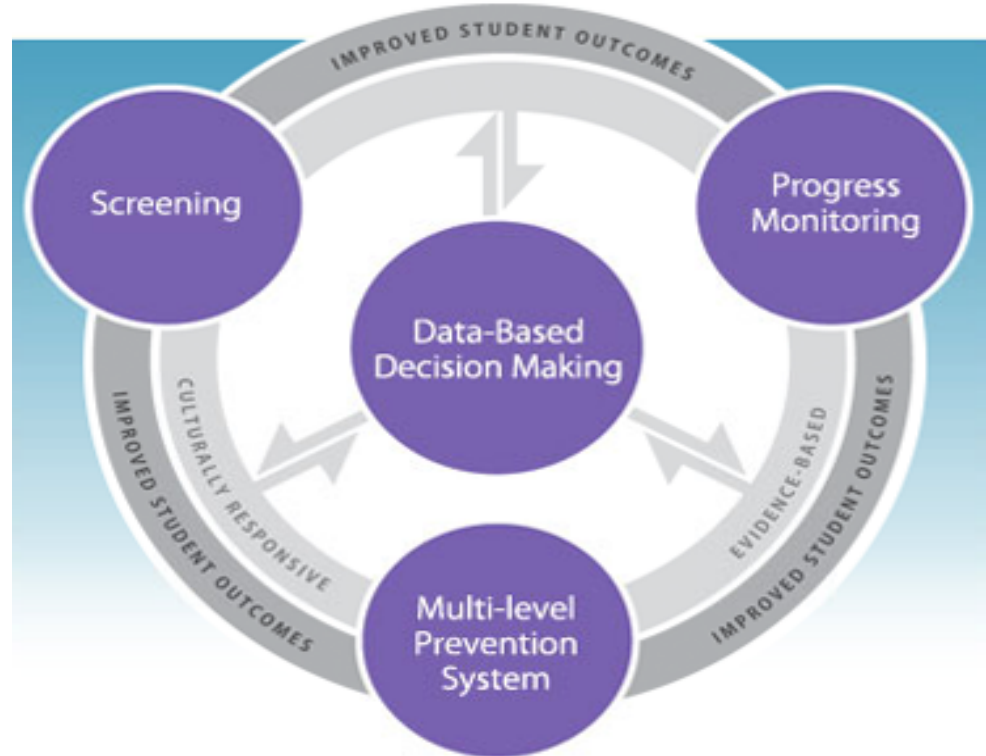 IMPROVED STUDENT OUTCOMES
Screening
Progress
Monitoring
Data-Based
Decision Making
CULTURALLY RESPONSIVE
IMPROVED STUDENT OUTCOMES
EVIDENCE-BASED
IMPROVED STUDENT OUTCOMES
Multi-level
Prevention
System